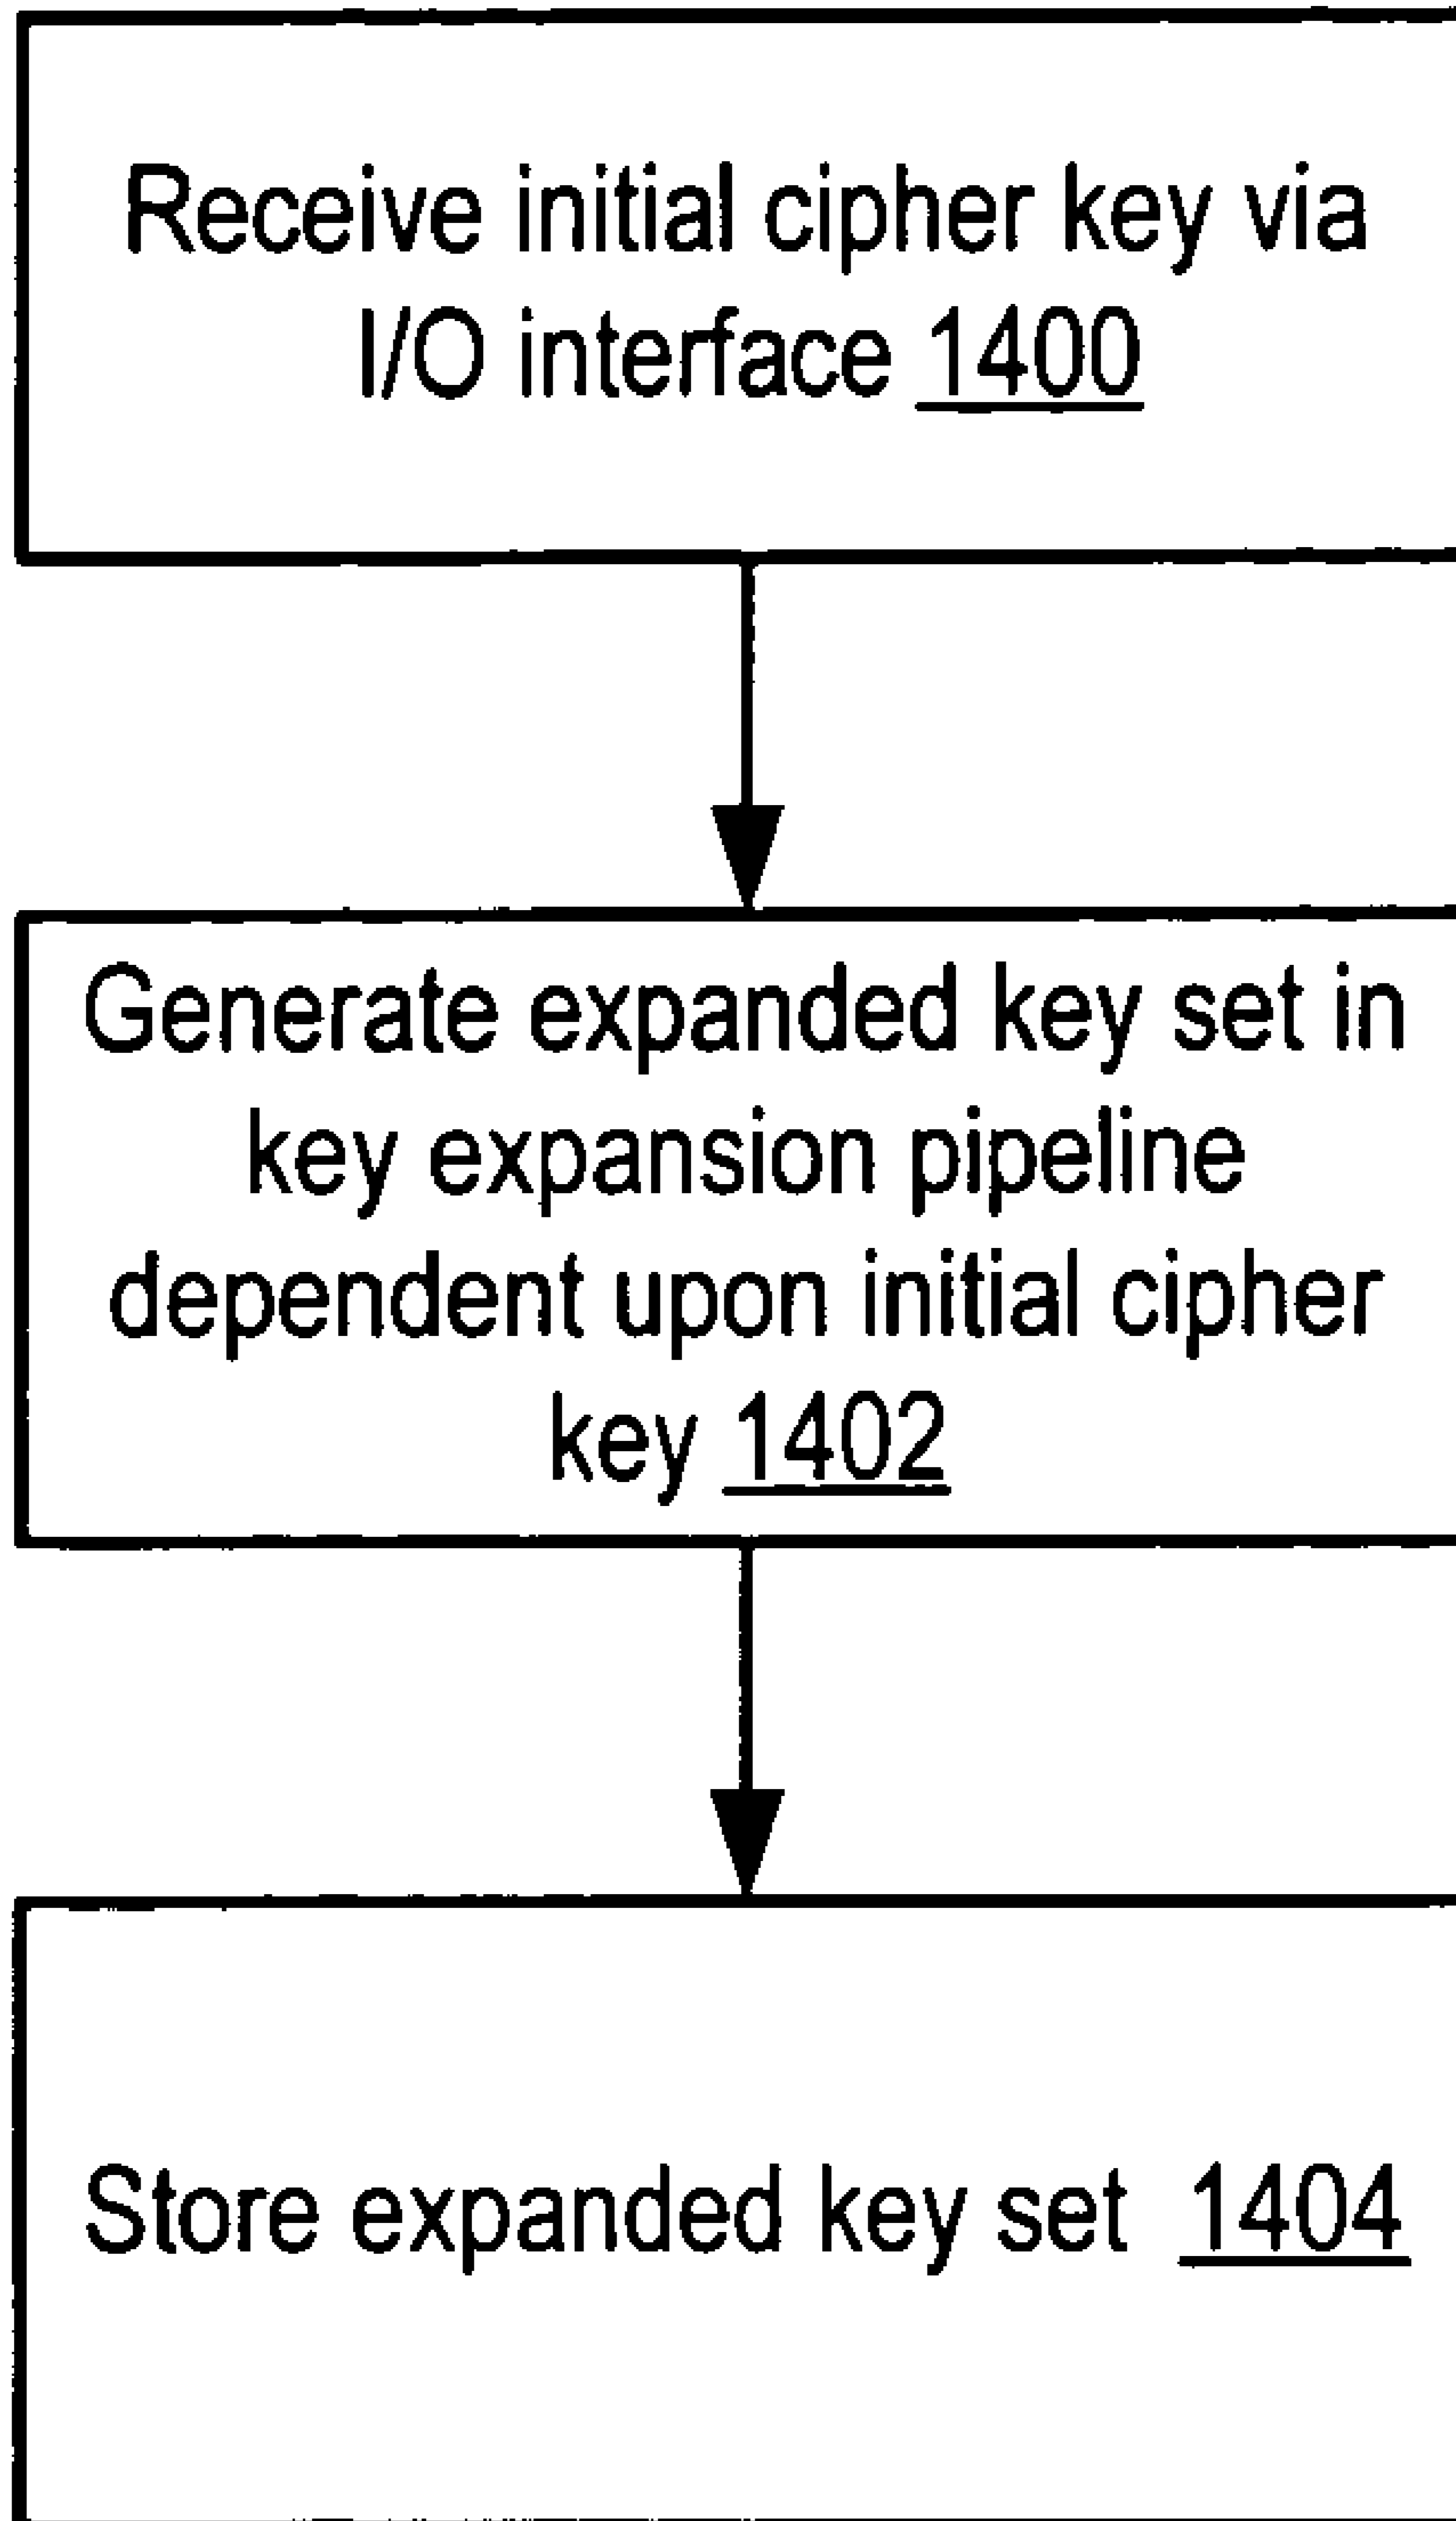 Receive initial cipher key via
I/O interface 1400
Generate expanded key set in
key expansion pipeline
dependent upon initial cipher
key 1402
Store expanded key set 1404